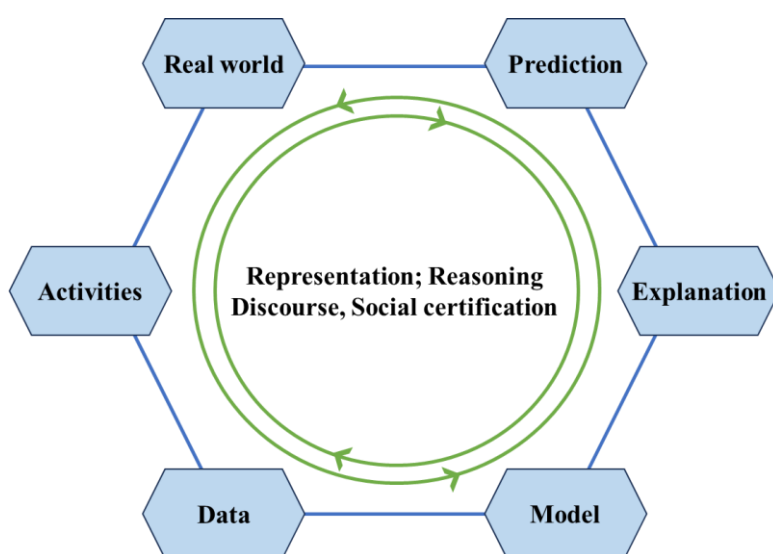 Real world
Prediction
Activities
Representation; Reasoning
Discourse, Social certification
Explanation
Data
Model